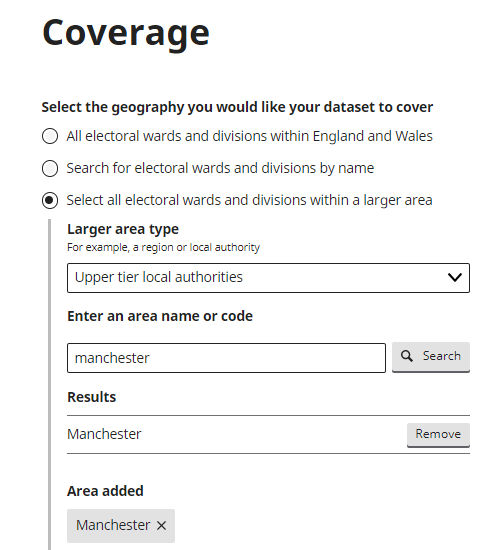 Coverage
Select the geography you would like your dataset to cover
All electoral wards and divisions within England and Wales
Search for electoral wards and divisions by name
Select all electoral wards and divisions within a larger area
Larger area type
For example, a region or local authority
Upper tier local authorities
Enter an area name or code
manchester
Search
Results
Manchester
Remove
Area added
Manchester ×